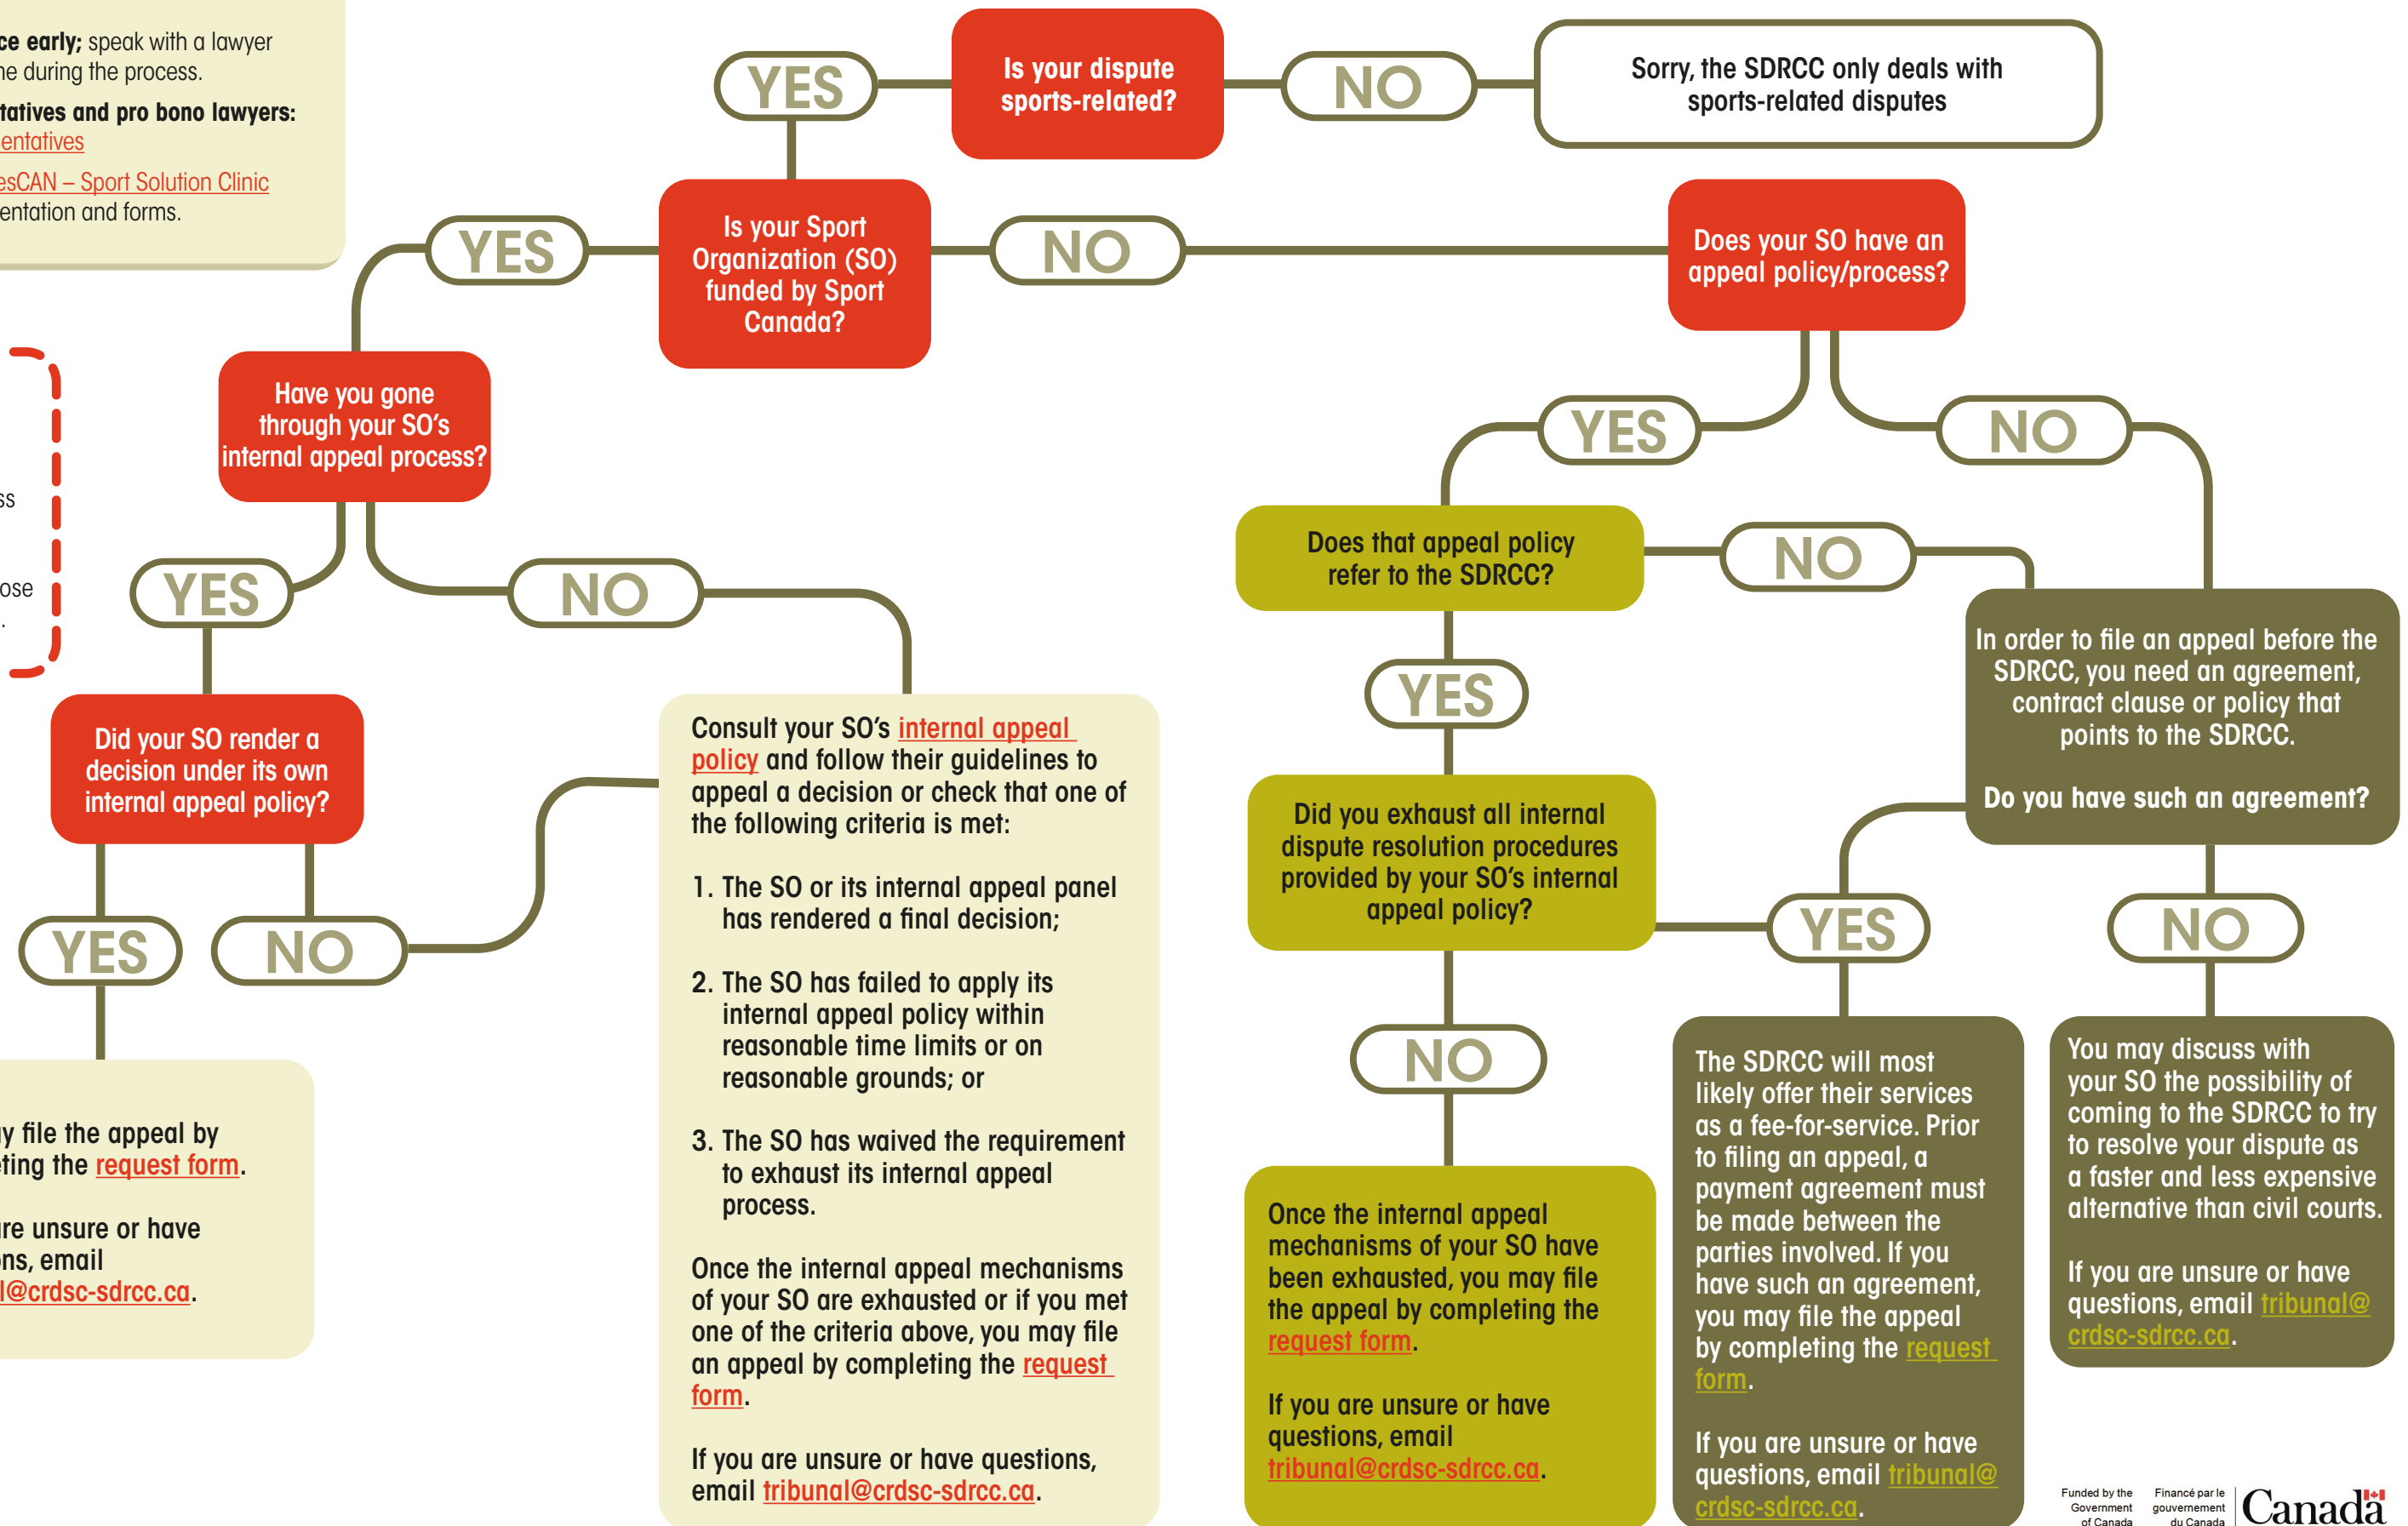 ce early; speak with a lawyer
ne during the process.
tatives and pro bono lawyers:
entatives
esCAN – Sport Solution Clinic
entation and forms.
ss
ose
.
YES
Is your dispute
sports-related?
NO
Sorry, the SDRCC only deals with
sports-related disputes
YES
Is your Sport
Organization (SO)
funded by Sport
Canada?
NO
Does your SO have an
appeal policy/process?
Have you gone
through your SO's
internal appeal process?
YES
NO
YES
NO
Does that appeal policy
refer to the SDRCC?
NO
YES
In order to file an appeal before the
SDRCC, you need an agreement,
contract clause or policy that
points to the SDRCC.
Do you have such an agreement?
Did your SO render a
decision under its own
internal appeal policy?
YES
NO
Consult your SO's internal appeal
policy and follow their guidelines to
appeal a decision or check that one of
the following criteria is met:
1. The SO or its internal appeal panel
has rendered a final decision;
2. The SO has failed to apply its
internal appeal policy within
reasonable time limits or on
reasonable grounds; or
3. The SO has waived the requirement
to exhaust its internal appeal
process.
Once the internal appeal mechanisms
of your SO are exhausted or if you met
one of the criteria above, you may file
an appeal by completing the request
form.
If you are unsure or have questions,
email tribunal@crdsc-sdrcc.ca.
Did you exhaust all internal
dispute resolution procedures
provided by your SO's internal
appeal policy?
YES
NO
NO
y file the appeal by
eting the request form.
re unsure or have
ns, email
l@crdsc-sdrcc.ca.
Once the internal appeal
mechanisms of your SO have
been exhausted, you may file
the appeal by completing the
request form.
If you are unsure or have
questions, email
tribunal@crdsc-sdrcc.ca.
The SDRCC will most
likely offer their services
as a fee-for-service. Prior
to filing an appeal, a
payment agreement must
be made between the
parties involved. If you
have such an agreement,
you may file the appeal
by completing the request
form.
If you are unsure or have
questions, email tribunal@
crdsc-sdrcc.ca.
You may discuss with
your SO the possibility of
coming to the SDRCC to try
to resolve your dispute as
a faster and less expensive
alternative than civil courts.
If you are unsure or have
questions, email tribunal@
crdsc-sdrcc.ca.
Funded by the
Government
of Canada
Financé par le
gouvernement
du Canada
Canada